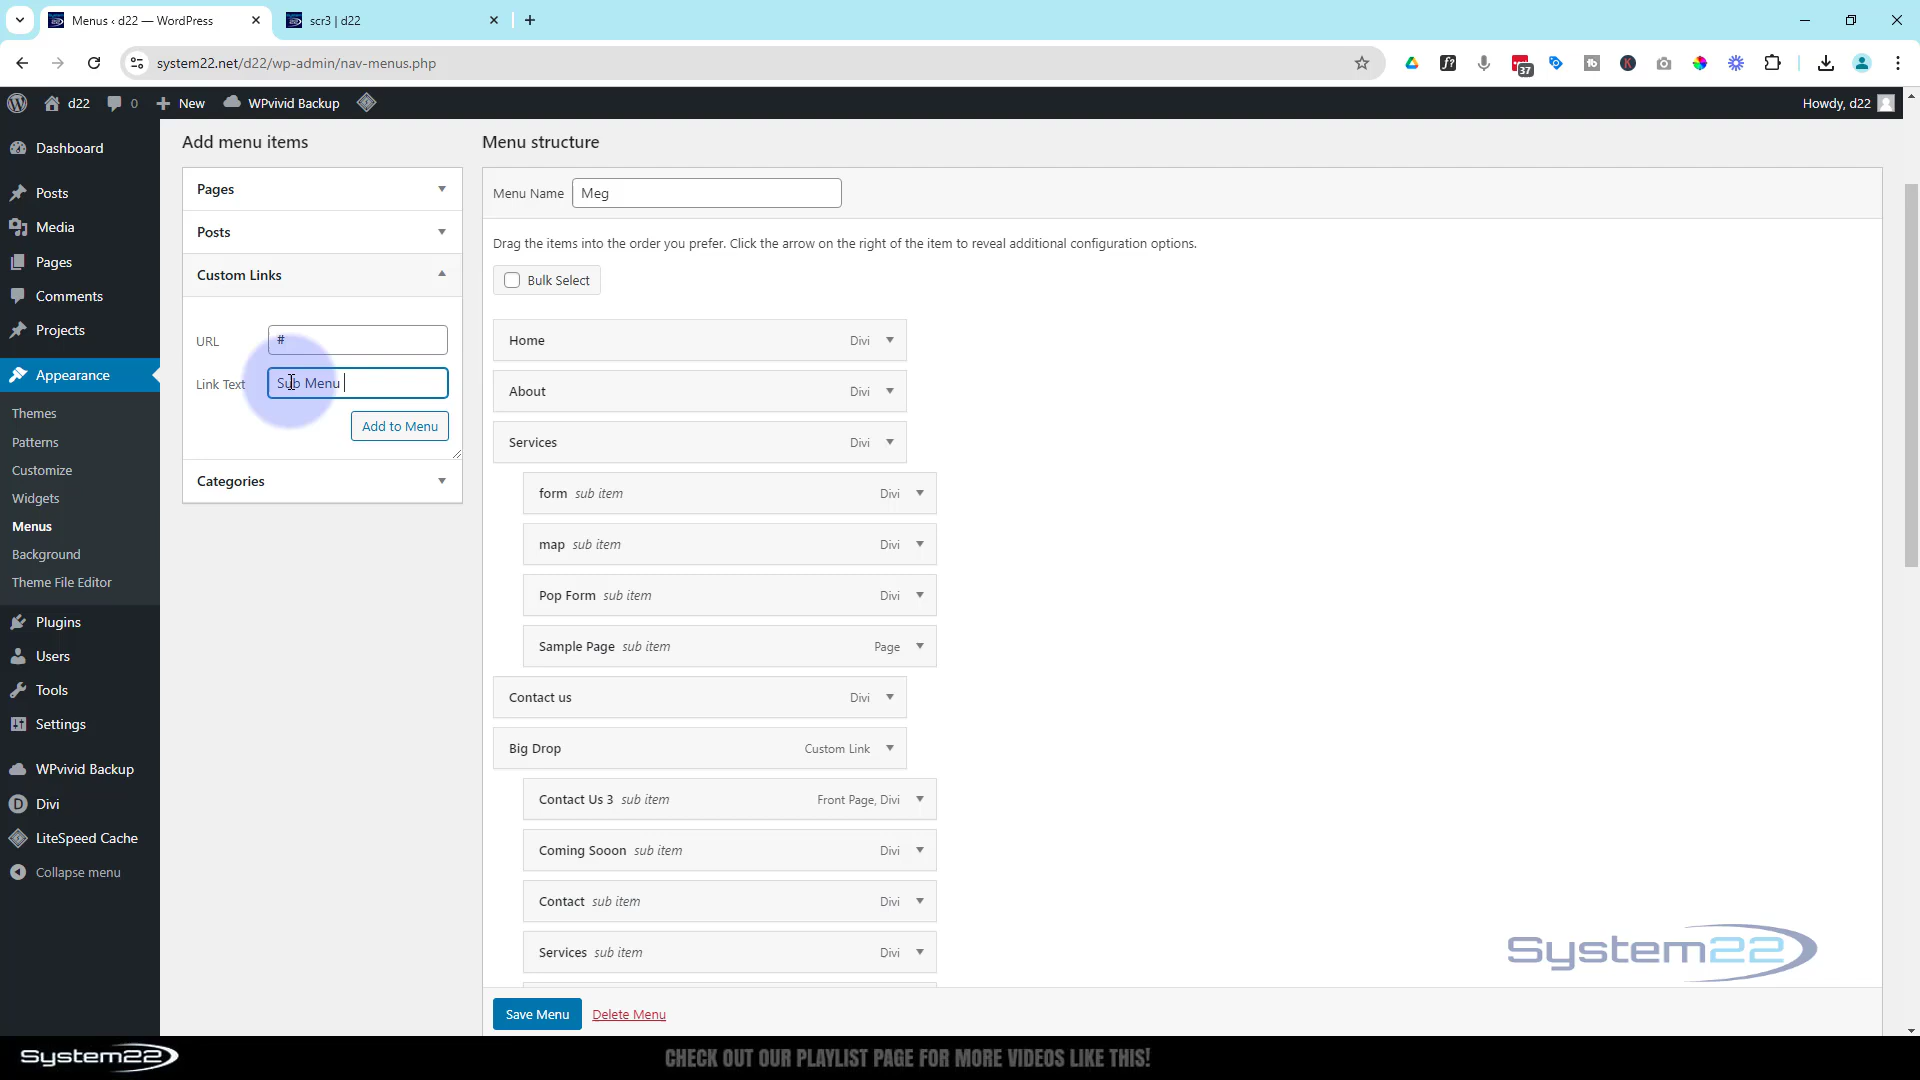 Menus ‹ d22 — WordPress
scr3 | d22
system22.net/d22/wp-admin/nav-menus.php
37
d22
0
New
WPvivid Backup
Howdy, d22
Dashboard
Posts
Media
Pages
Comments
Projects
Appearance
Themes
Patterns
Customize
Widgets
Menus
Background
Theme File Editor
Plugins
Users
Tools
Settings
WPvivid Backup
Divi
LiteSpeed Cache
Collapse menu
Add menu items
Pages
Posts
Custom Links
URL #
Link Text Sub Menu
Add to Menu
Categories
Menu structure
Menu Name Meg
Drag the items into the order you prefer. Click the arrow on the right of the item to reveal additional configuration options.
Bulk Select
Home Divi
About Divi
Services Divi
form sub item Divi
map sub item Divi
Pop Form sub item Divi
Sample Page sub item Page
Contact us Divi
Big Drop Custom Link
Contact Us 3 sub item Front Page, Divi
Coming Sooon sub item Divi
Contact sub item Divi
Services sub item Divi
Save Menu Delete Menu
System22
System22
CHECK OUT OUR PLAYLIST PAGE FOR MORE VIDEOS LIKE THIS!